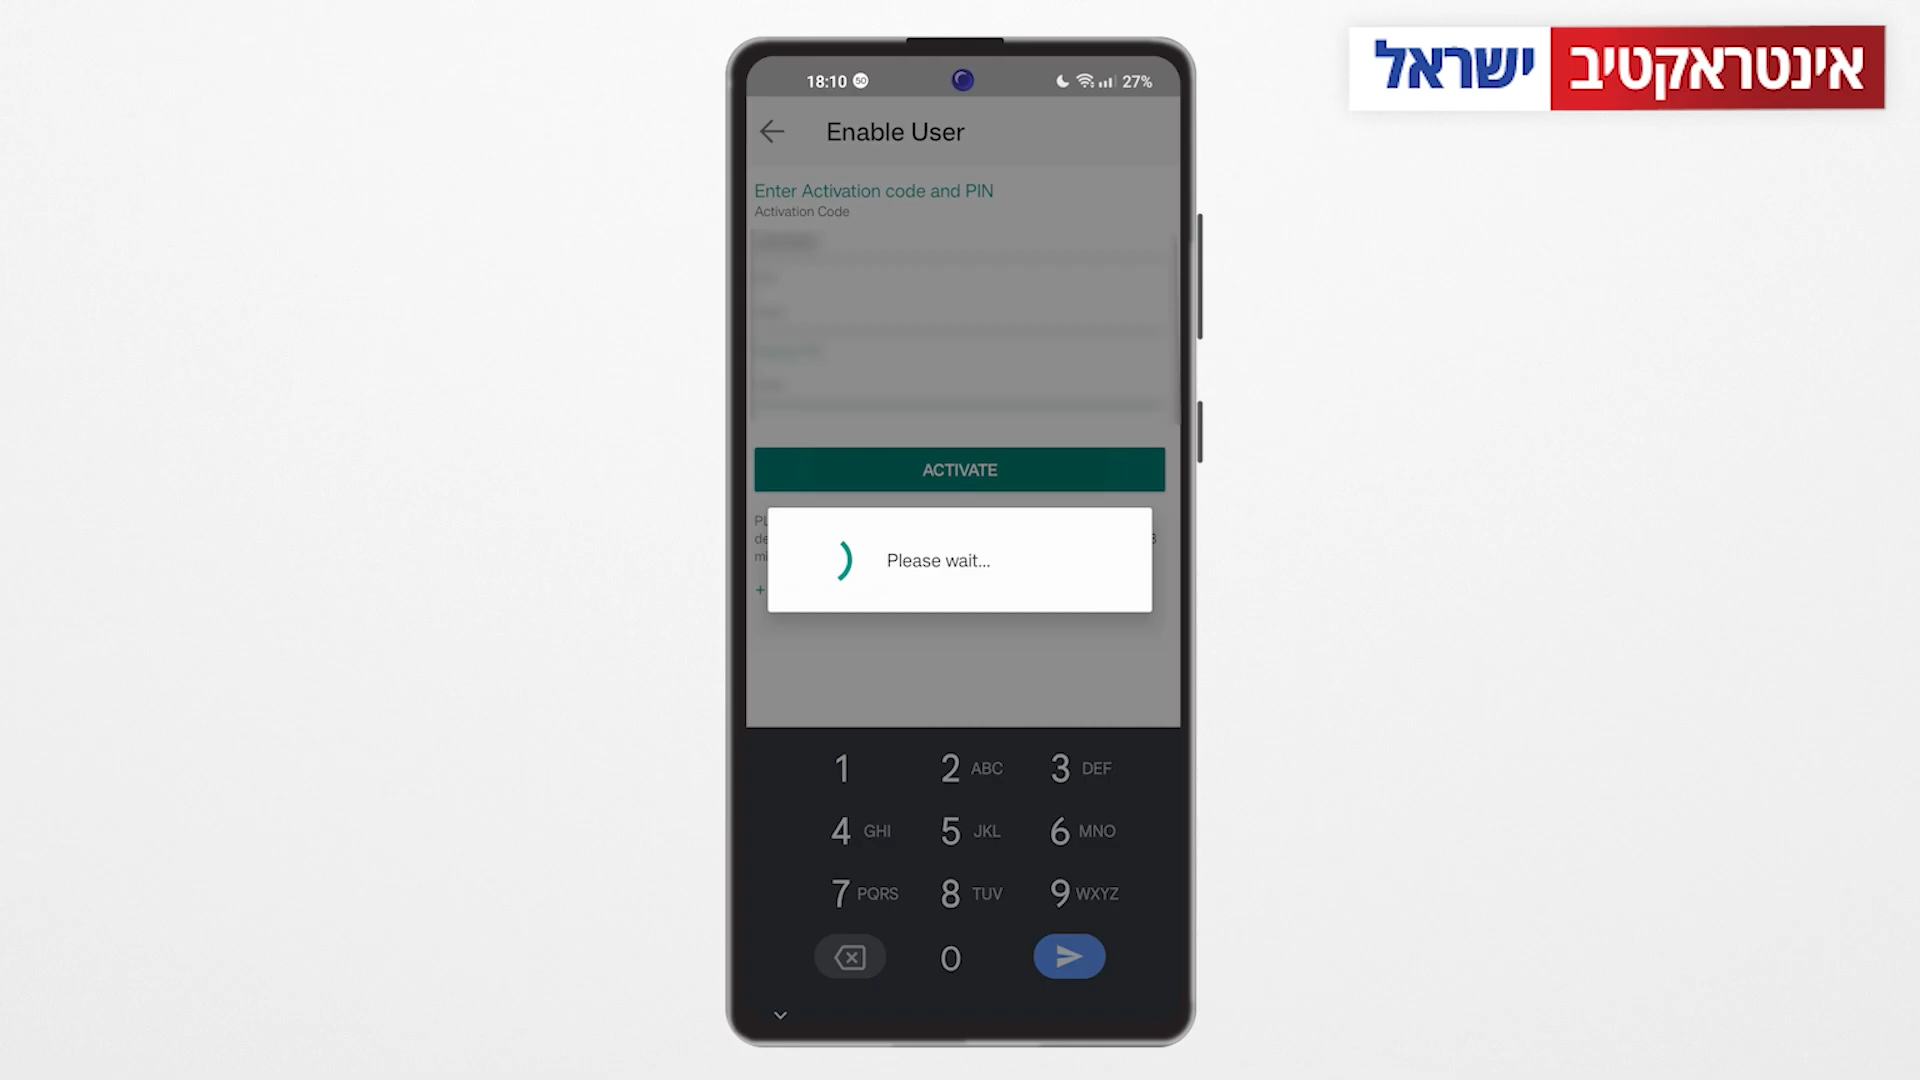 אינטראקטיב ישראל
18:10 50 27%
Enable User
Enter Activation code and PIN
Activation Code
ACTIVATE
Please wait...
+
1 2 ABC 3 DEF
4 GHI 5 JKL 6 MNO
7 PQRS 8 TUV 9 WXYZ
0